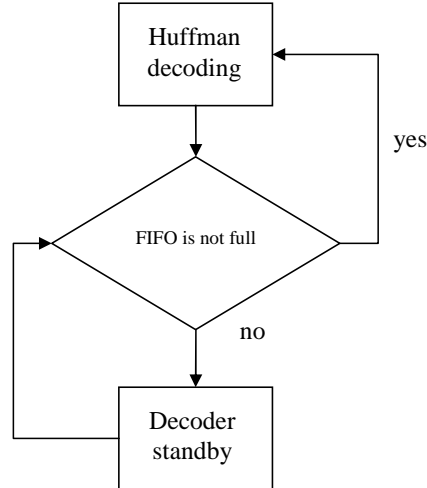 Huffman
decoding
yes
FIFO is not full
no
Decoder
standby